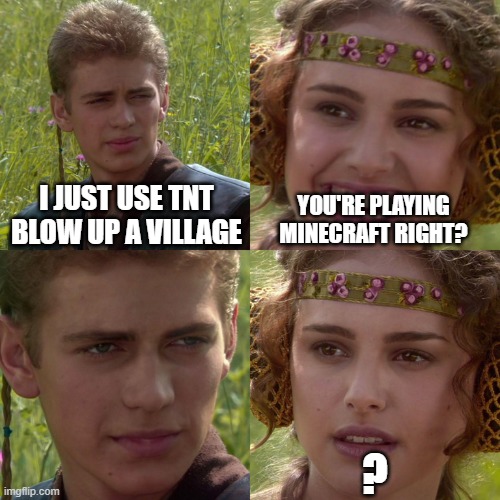 I JUST USE TNT
BLOW UP A VILLAGE
YOU'RE PLAYING
MINECRAFT RIGHT?
?
imgflip.com